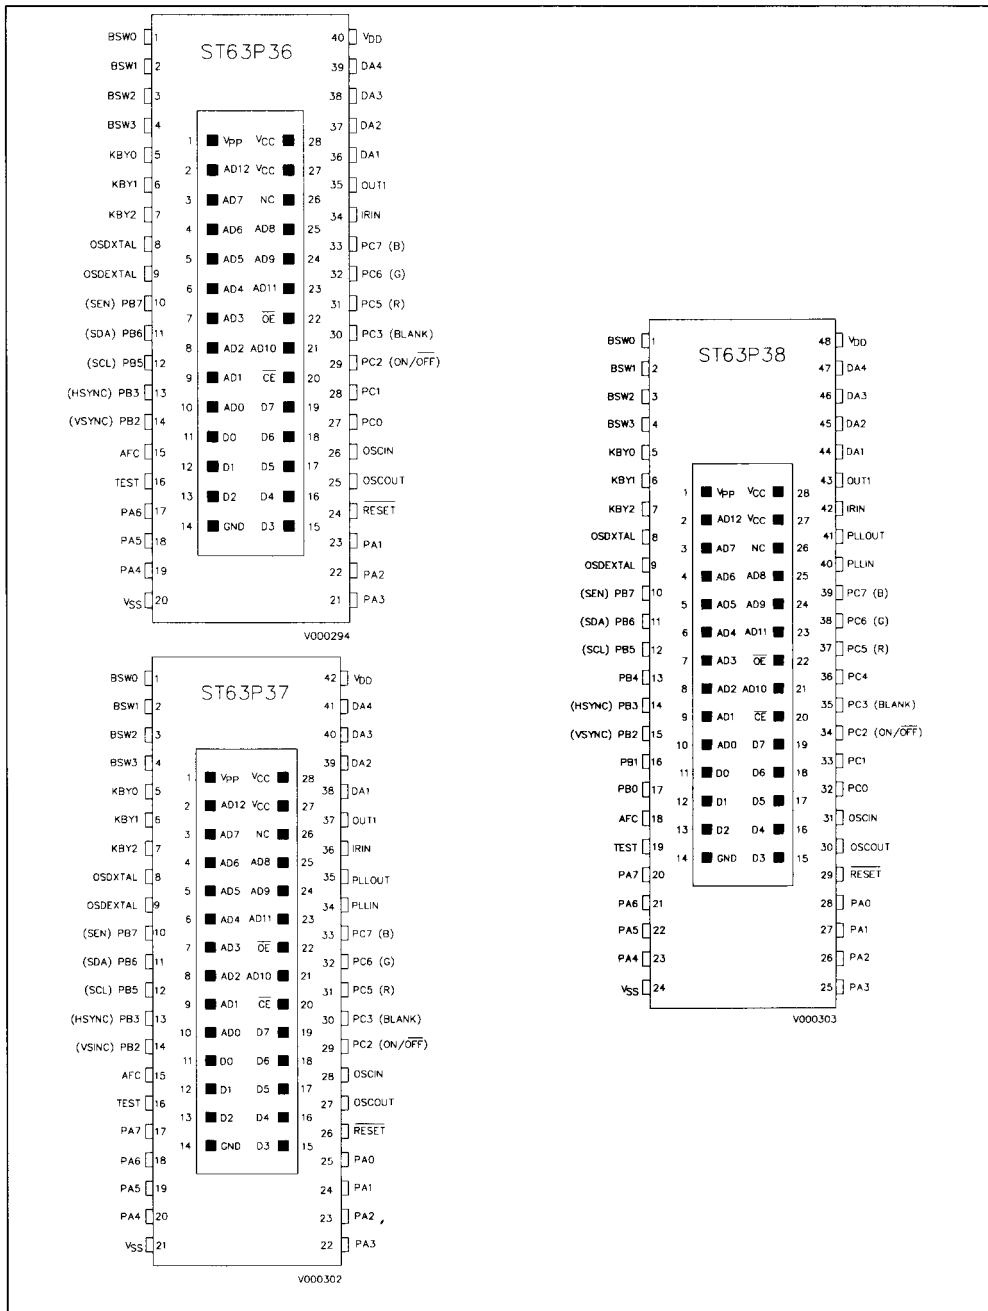 ST63P36
BSW0 1 40 VDD
BSW1 2 39 DA4
BSW2 3 38 DA3
BSW3 4 37 DA2
KBY0 5 36 DA1
KBY1 6 35 OUT1
KBY2 7 34 IRIN
OSDXTAL 8 33 PC7 (B)
OSDEXTAL 9 32 PC6 (G)
(SEN) PB7 10 31 PC5 (R)
(SDA) PB6 11 30 PC3 (BLANK)
(SCL) PB5 12 29 PC2 (ON/O̅F̅F̅)
(HSYNC) PB3 13 28 PC1
(VSYNC) PB2 14 27 PC0
AFC 15 26 OSCIN
TEST 16 25 OSCOUT
PA6 17 24 R̅E̅S̅E̅T̅
PA5 18 23 PA1
PA4 19 22 PA2
VSS 20 21 PA3
1 VPP VCC 28
2 AD12 VCC 27
3 AD7 NC 26
4 AD6 AD8 25
5 AD5 AD9 24
6 AD4 AD11 23
7 AD3 O̅E̅ 22
8 AD2 AD10 21
9 AD1 C̅E̅ 20
10 AD0 D7 19
11 D0 D6 18
12 D1 D5 17
13 D2 D4 16
14 GND D3 15
V000294
ST63P37
BSW0 1 42 VDD
BSW1 2 41 DA4
BSW2 3 40 DA3
BSW3 4 39 DA2
KBY0 5 38 DA1
KBY1 6 37 OUT1
KBY2 7 36 IRIN
OSDXTAL 8 35 PLLOUT
OSDEXTAL 9 34 PLLIN
(SEN) PB7 10 33 PC7 (B)
(SDA) PB6 11 32 PC6 (G)
(SCL) PB5 12 31 PC5 (R)
(HSYNC) PB3 13 30 PC3 (BLANK)
(VSINC) PB2 14 29 PC2 (ON/O̅F̅F̅)
AFC 15 28 OSCIN
TEST 16 27 OSCOUT
PA7 17 26 R̅E̅S̅E̅T̅
PA6 18 25 PA0
PA5 19 24 PA1
PA4 20 23 PA2
VSS 21 22 PA3
1 VPP VCC 28
2 AD12 VCC 27
3 AD7 NC 26
4 AD6 AD8 25
5 AD5 AD9 24
6 AD4 AD11 23
7 AD3 O̅E̅ 22
8 AD2 AD10 21
9 AD1 C̅E̅ 20
10 AD0 D7 19
11 D0 D6 18
12 D1 D5 17
13 D2 D4 16
14 GND D3 15
V000302
ST63P38
BSW0 1 48 VDD
BSW1 2 47 DA4
BSW2 3 46 DA3
BSW3 4 45 DA2
KBY0 5 44 DA1
KBY1 6 43 OUT1
KBY2 7 42 IRIN
OSDXTAL 8 41 PLLOUT
OSDEXTAL 9 40 PLLIN
(SEN) PB7 10 39 PC7 (B)
(SDA) PB6 11 38 PC6 (G)
(SCL) PB5 12 37 PC5 (R)
PB4 13 36 PC4
(HSYNC) PB3 14 35 PC3 (BLANK)
(VSYNC) PB2 15 34 PC2 (ON/O̅F̅F̅)
PB1 16 33 PC1
PB0 17 32 PC0
AFC 18 31 OSCIN
TEST 19 30 OSCOUT
PA7 20 29 R̅E̅S̅E̅T̅
PA6 21 28 PA0
PA5 22 27 PA1
PA4 23 26 PA2
VSS 24 25 PA3
1 VPP VCC 28
2 AD12 VCC 27
3 AD7 NC 26
4 AD6 AD8 25
5 AD5 AD9 24
6 AD4 AD11 23
7 AD3 O̅E̅ 22
8 AD2 AD10 21
9 AD1 C̅E̅ 20
10 AD0 D7 19
11 D0 D6 18
12 D1 D5 17
13 D2 D4 16
14 GND D3 15
V000303